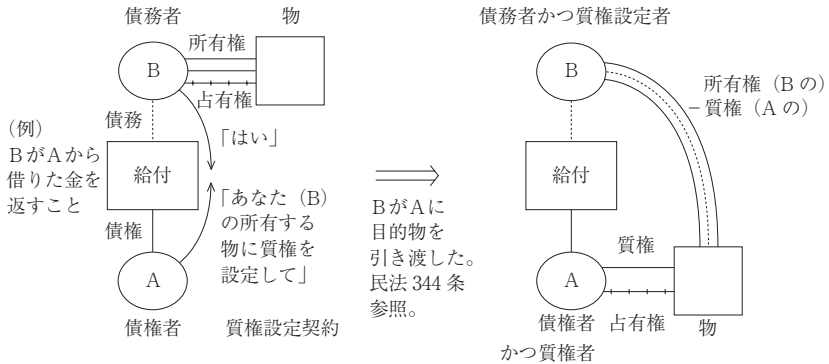 債務者
物
所有権
B
占有権
債務
「はい」
(例)
BがAから
借りた金を
返すこと
給付
「あなた(B)
の所有する
物に質権を
設定して」
債権
A
債権者
質権設定契約
BがAに
目的物を
引き渡した。
民法 344 条
参照。
債務者かつ質権設定者
B
所有権(Bの)
−質権(Aの)
給付
質権
A
債権者
占有権
物
かつ質権者